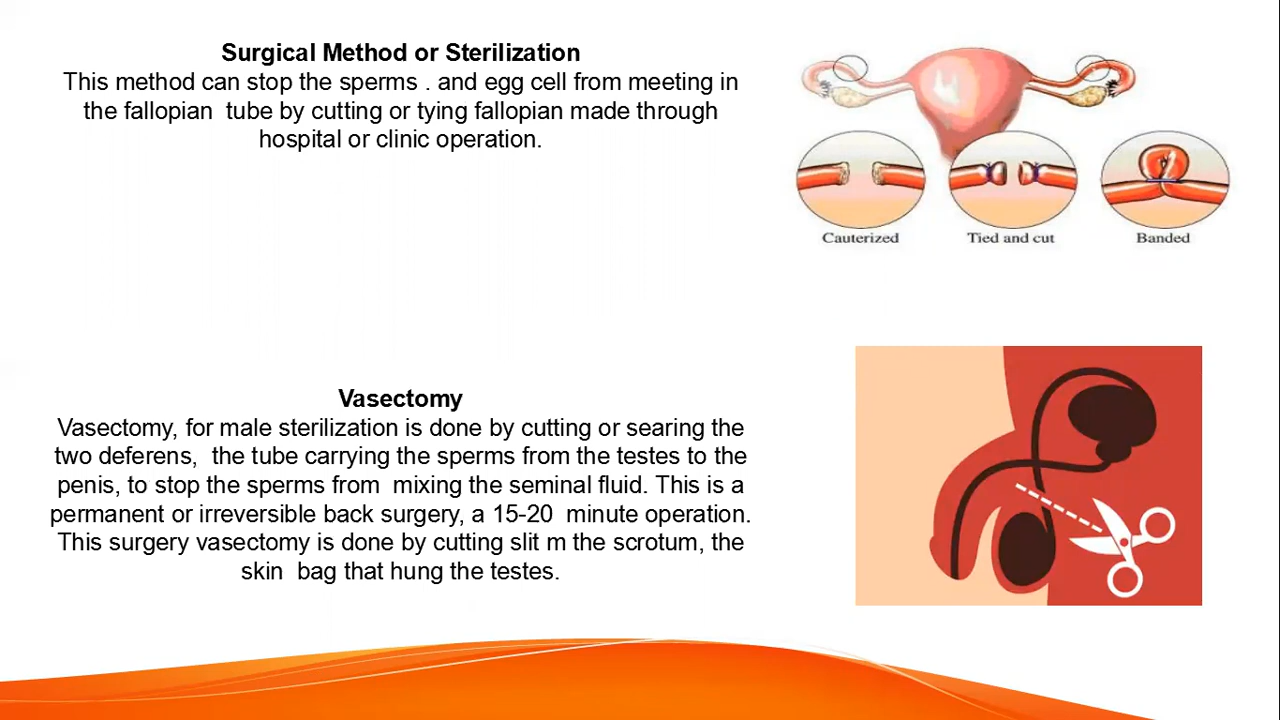 Surgical Method or Sterilization
This method can stop the sperms . and egg cell from meeting in
the fallopian  tube by cutting or tying fallopian made through
hospital or clinic operation.
Cauterized
Tied and cut
Banded
Vasectomy
Vasectomy, for male sterilization is done by cutting or searing the
two deferens,  the tube carrying the sperms from the testes to the
penis, to stop the sperms from  mixing the seminal fluid. This is a
permanent or irreversible back surgery, a 15-20  minute operation.
This surgery vasectomy is done by cutting slit m the scrotum, the
skin  bag that hung the testes.